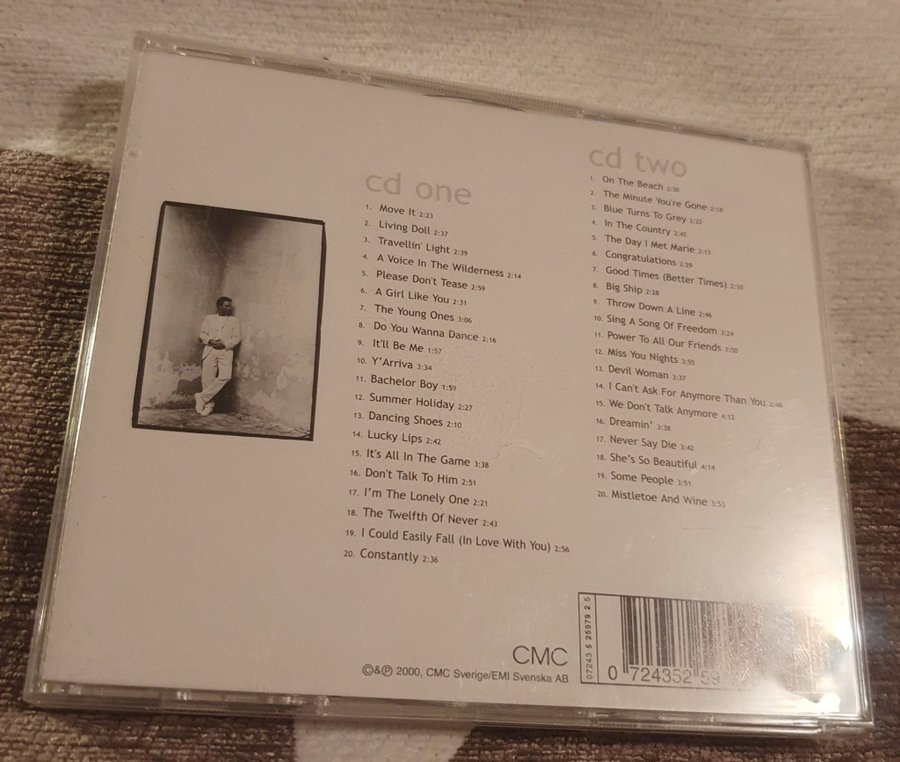 cd one
1. Move It 2:23
2. Living Doll 2:37
3. Travellin' Light 2:39
4. A Voice In The Wilderness 2:14
5. Please Don't Tease 2:59
6. A Girl Like You 2:31
7. The Young Ones 3:06
8. Do You Wanna Dance 2:16
9. It'll Be Me 1:57
10. Y'Arriva 3:34
11. Bachelor Boy 1:59
12. Summer Holiday 2:27
13. Dancing Shoes 2:10
14. Lucky Lips 2:42
15. It's All In The Game 3:38
16. Don't Talk To Him 2:51
17. I'm The Lonely One 2:21
18. The Twelfth Of Never 2:43
19. I Could Easily Fall (In Love With You) 2:56
20. Constantly 2:36
cd two
1. On The Beach 2:30
2. The Minute You're Gone 2:18
3. Blue Turns To Grey 2:22
4. In The Country 2:42
5. The Day I Met Marie 2:13
6. Congratulations 2:29
7. Good Times (Better Times) 2:10
8. Big Ship 2:28
9. Throw Down A Line 2:46
10. Sing A Song Of Freedom 3:24
11. Power To All Our Friends 3:00
12. Miss You Nights 3:55
13. Devil Woman 3:37
14. I Can't Ask For Anymore Than You 2:46
15. We Don't Talk Anymore 4:12
16. Dreamin' 3:38
17. Never Say Die 3:42
18. She's So Beautiful 4:14
19. Some People 3:51
20. Mistletoe And Wine 3:53
CMC
©&℗ 2000, CMC Sverige/EMI Svenska AB
07243 5 25979 2 5
0 724352 59